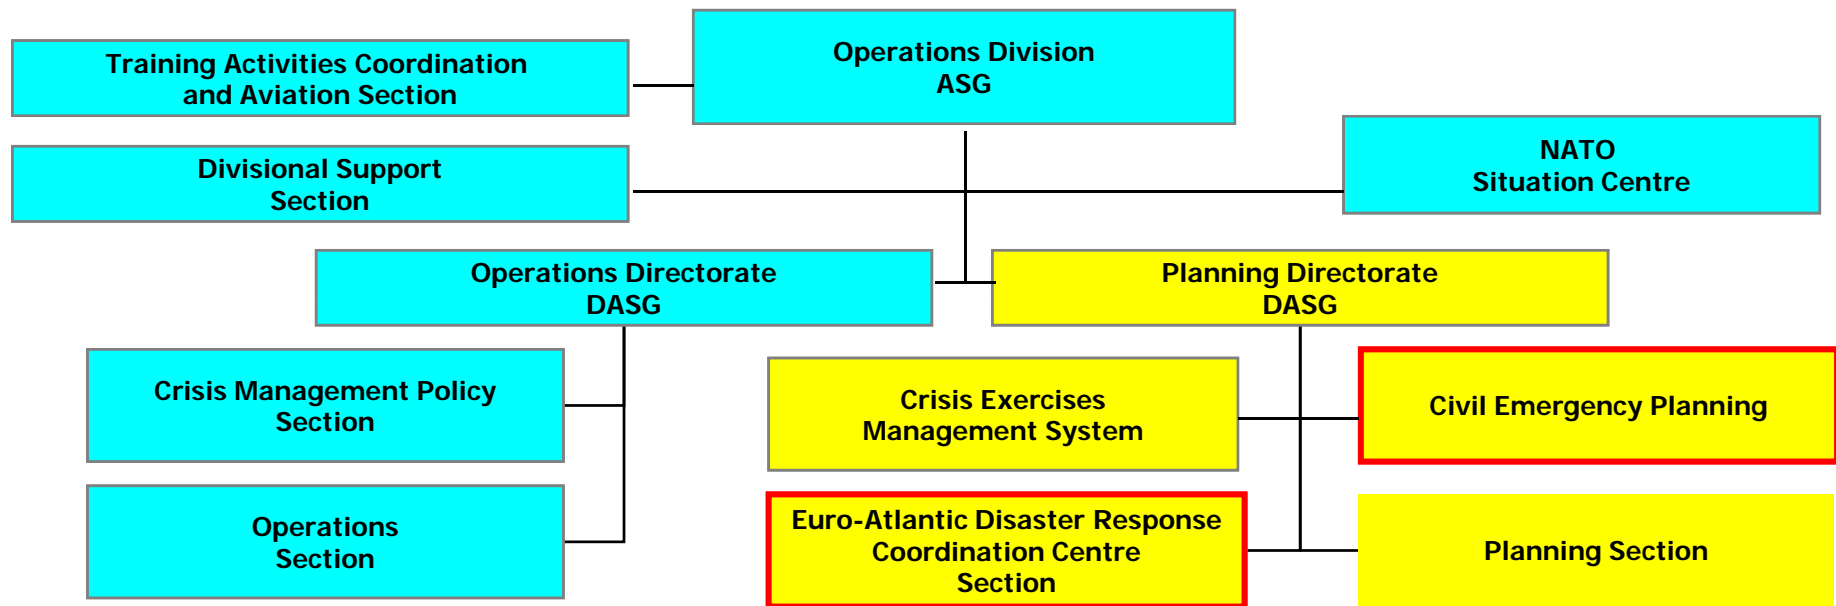 Operations Division
ASG
Training Activities Coordination
and Aviation Section
NATO
Situation Centre
Divisional Support
Section
Operations Directorate
DASG
Planning Directorate
DASG
Crisis Management Policy
Section
Crisis Exercises
Management System
Civil Emergency Planning
Operations
Section
Euro-Atlantic Disaster Response
Coordination Centre
Section
Planning Section